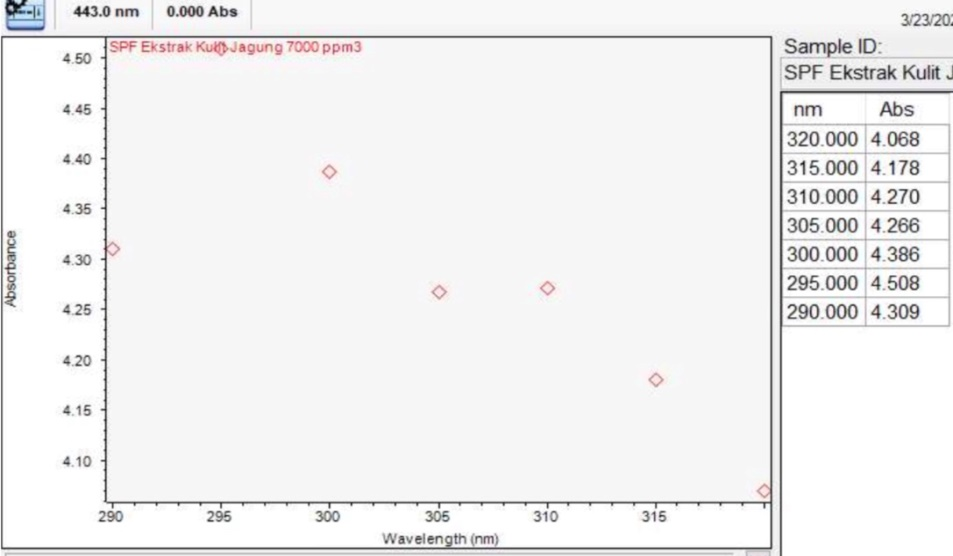 443.0 nm 0.000 Abs
3/23/202
SPF Ekstrak Kulit Jagung 7000 ppm3
4.50
4.45
4.40
4.35
4.30
4.25
4.20
4.15
4.10
Absorbance
290 295 300 305 310 315
Wavelength (nm)
Sample ID:
SPF Ekstrak Kulit J
nm Abs
320.000 4.068
315.000 4.178
310.000 4.270
305.000 4.266
300.000 4.386
295.000 4.508
290.000 4.309